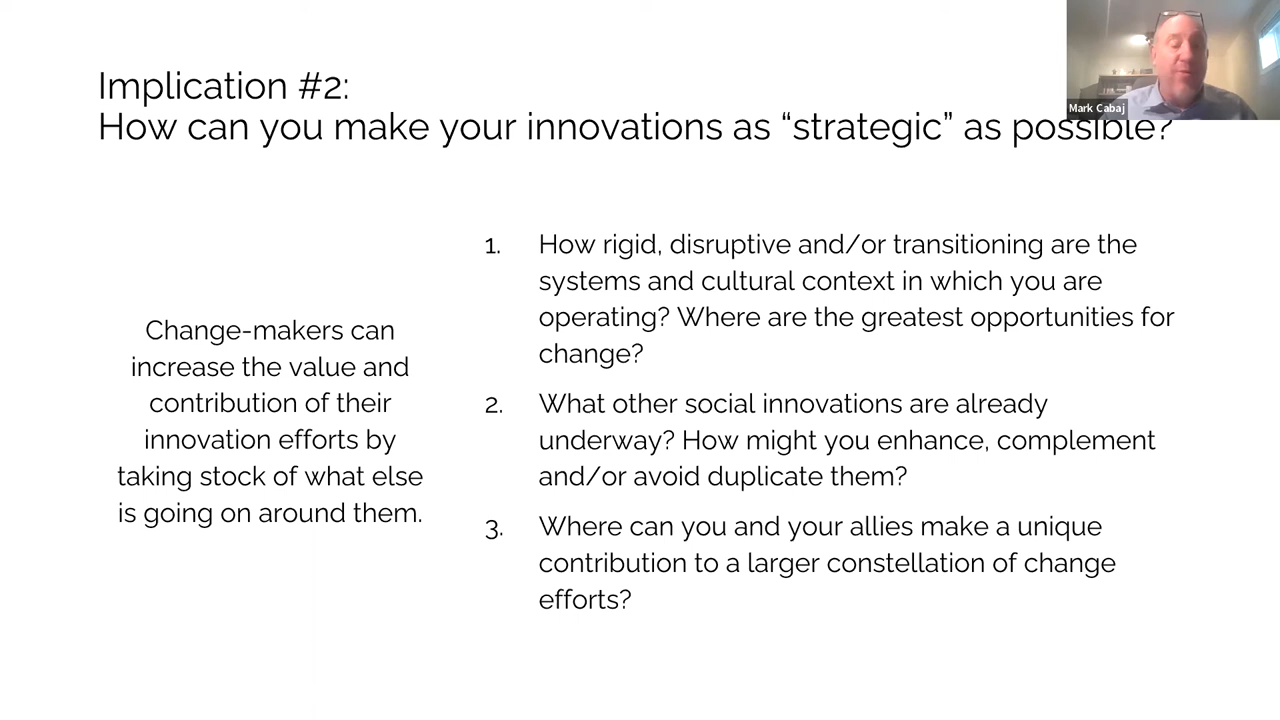 Implication #2:
How can you make your innovations as “strategic” as possible?
Mark Cabaj
Change-makers can
increase the value and
contribution of their
innovation efforts by
taking stock of what else
is going on around them.
1. How rigid, disruptive and/or transitioning are the
systems and cultural context in which you are
operating? Where are the greatest opportunities for
change?
2. What other social innovations are already
underway? How might you enhance, complement
and/or avoid duplicate them?
3. Where can you and your allies make a unique
contribution to a larger constellation of change
efforts?